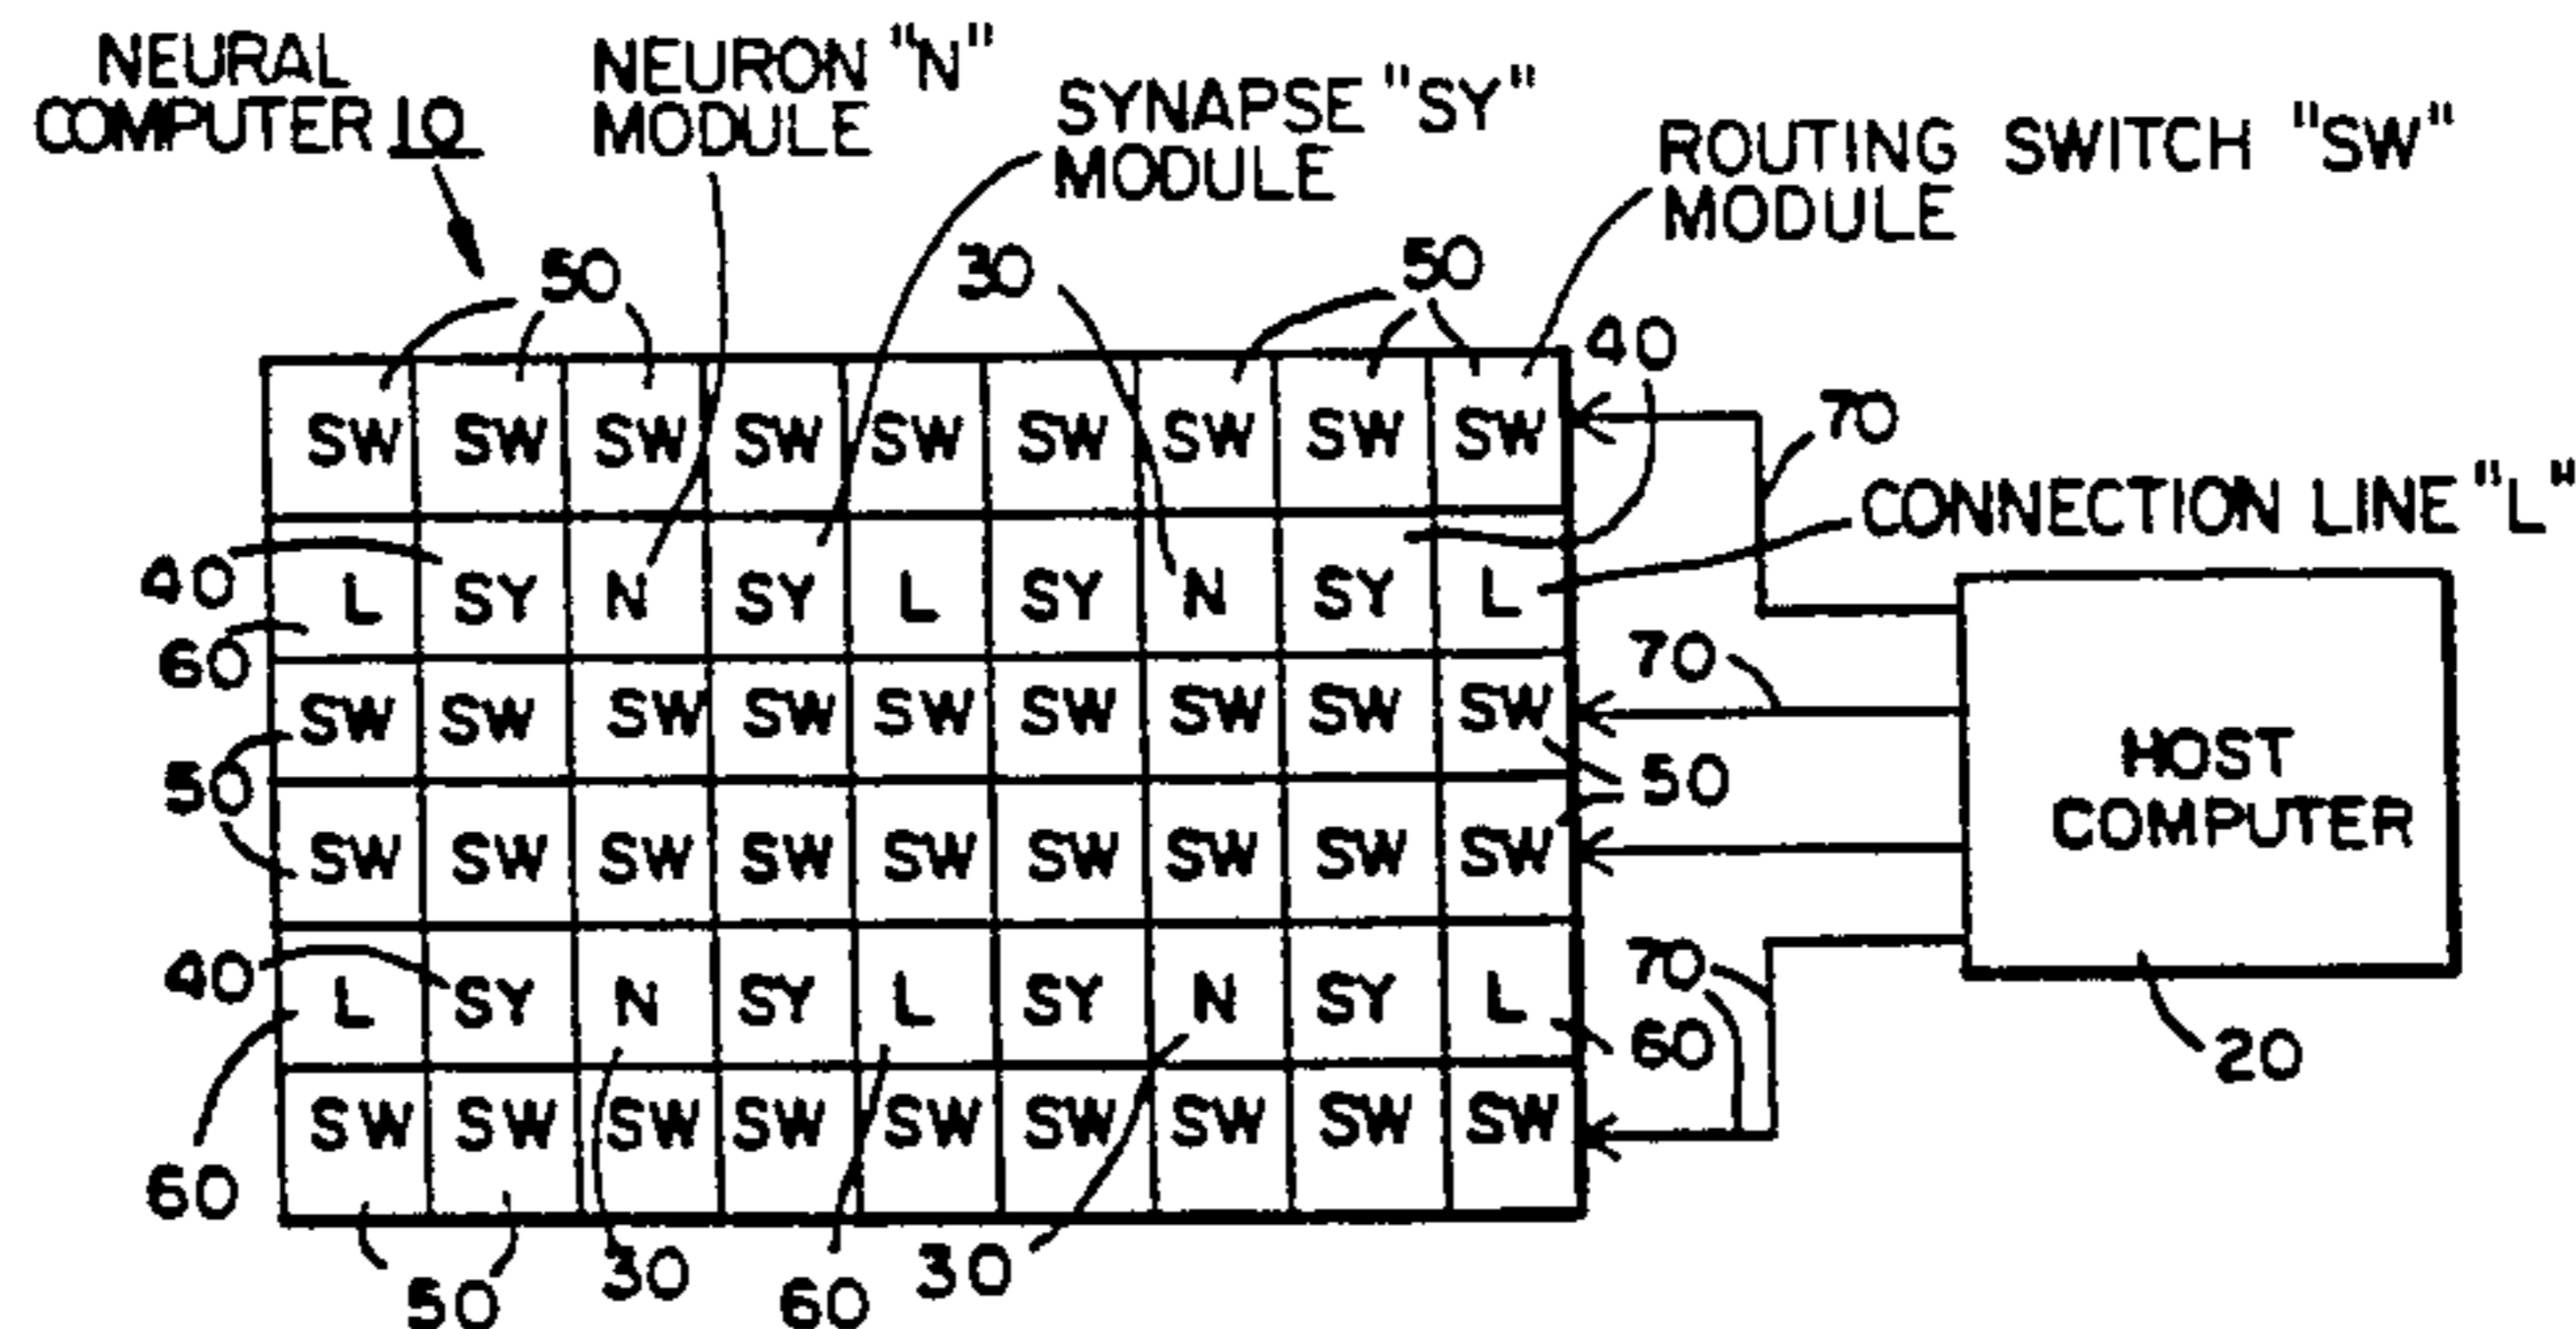 NEURAL
COMPUTER 10
NEURON "N"
MODULE
SYNAPSE "SY"
MODULE
ROUTING SWITCH "SW"
MODULE
50
30
50
40
70
SW SW SW SW SW SW SW SW SW
CONNECTION LINE "L"
40
L SY N SY L SY N SY L
60
70
SW SW SW SW SW SW SW SW SW
50
50
HOST
COMPUTER
SW SW SW SW SW SW SW SW SW
40
L SY N SY L SY N SY L
70
60
20
SW SW SW SW SW SW SW SW SW
60
50
30
60
30